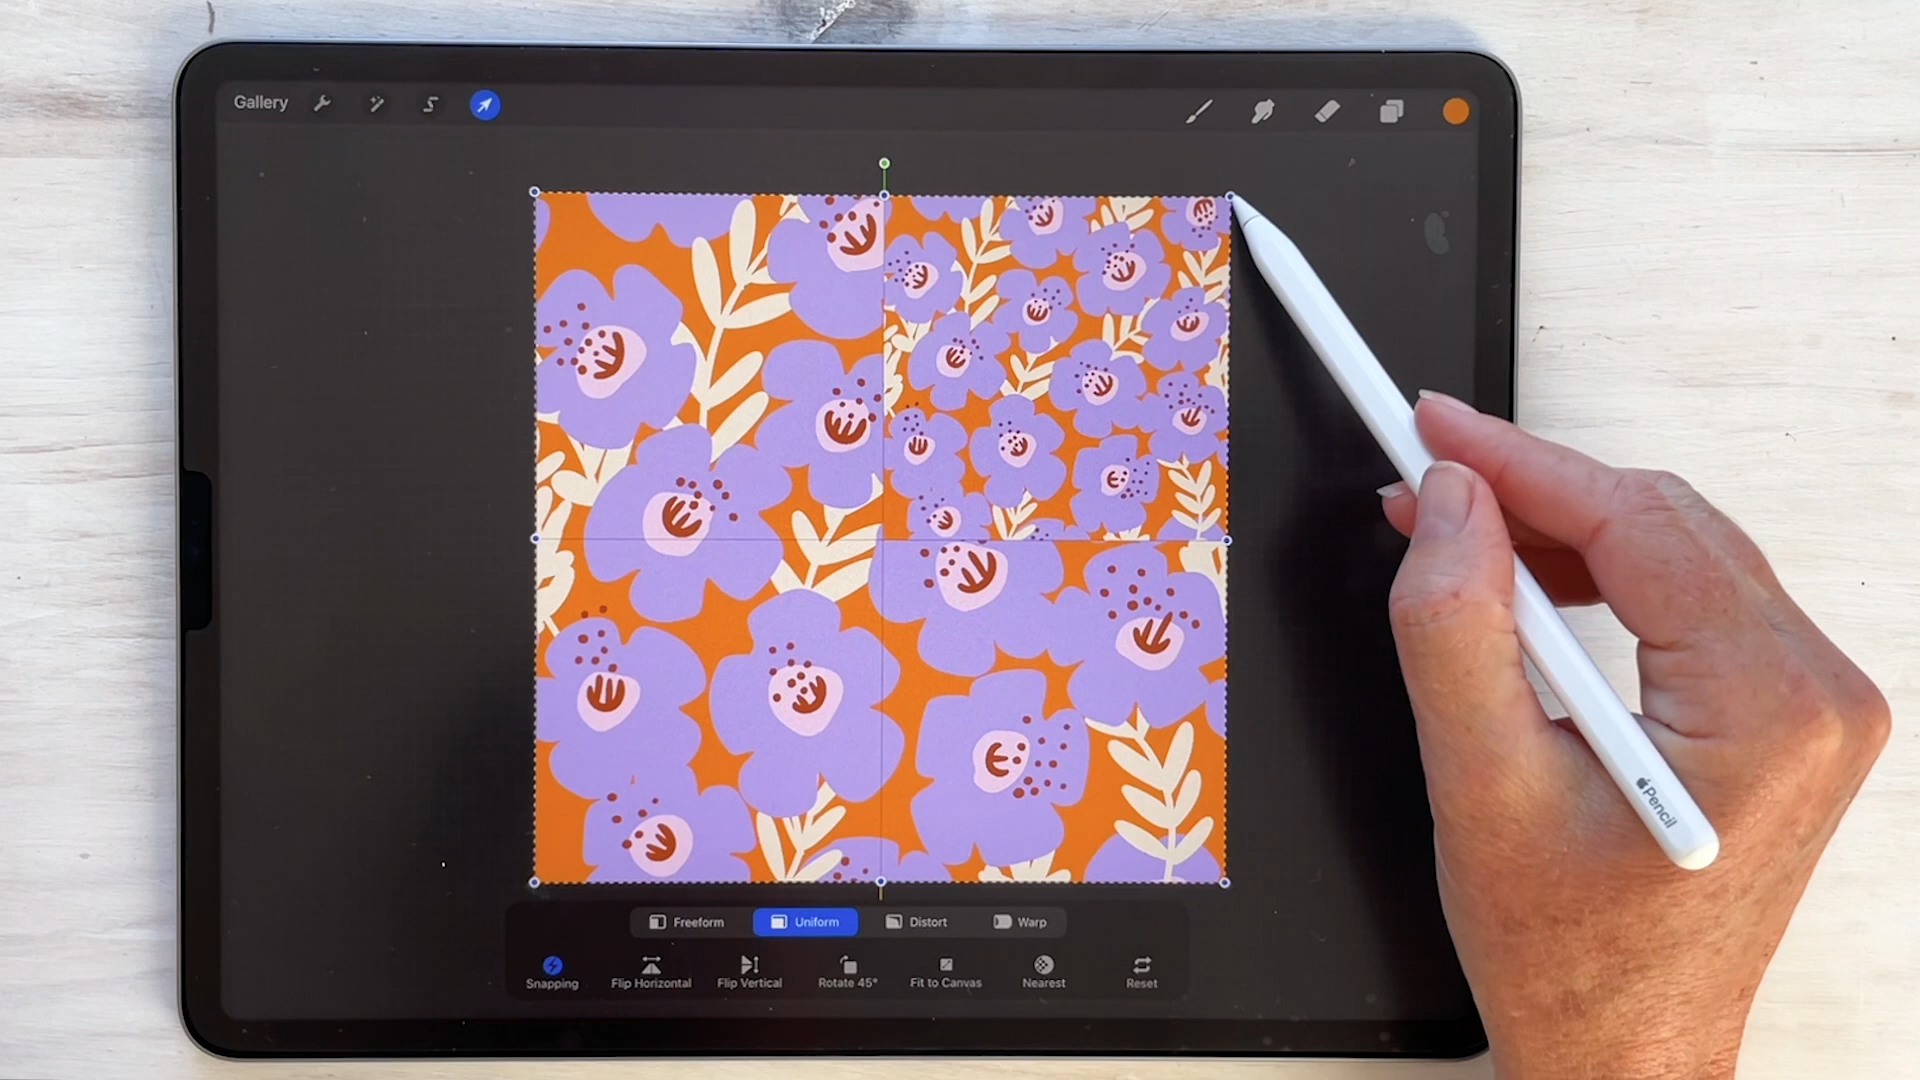 Gallery
Freeform Uniform Distort Warp
Snapping Flip Horizontal Flip Vertical Rotate 45° Fit to Canvas Nearest Reset
Pencil